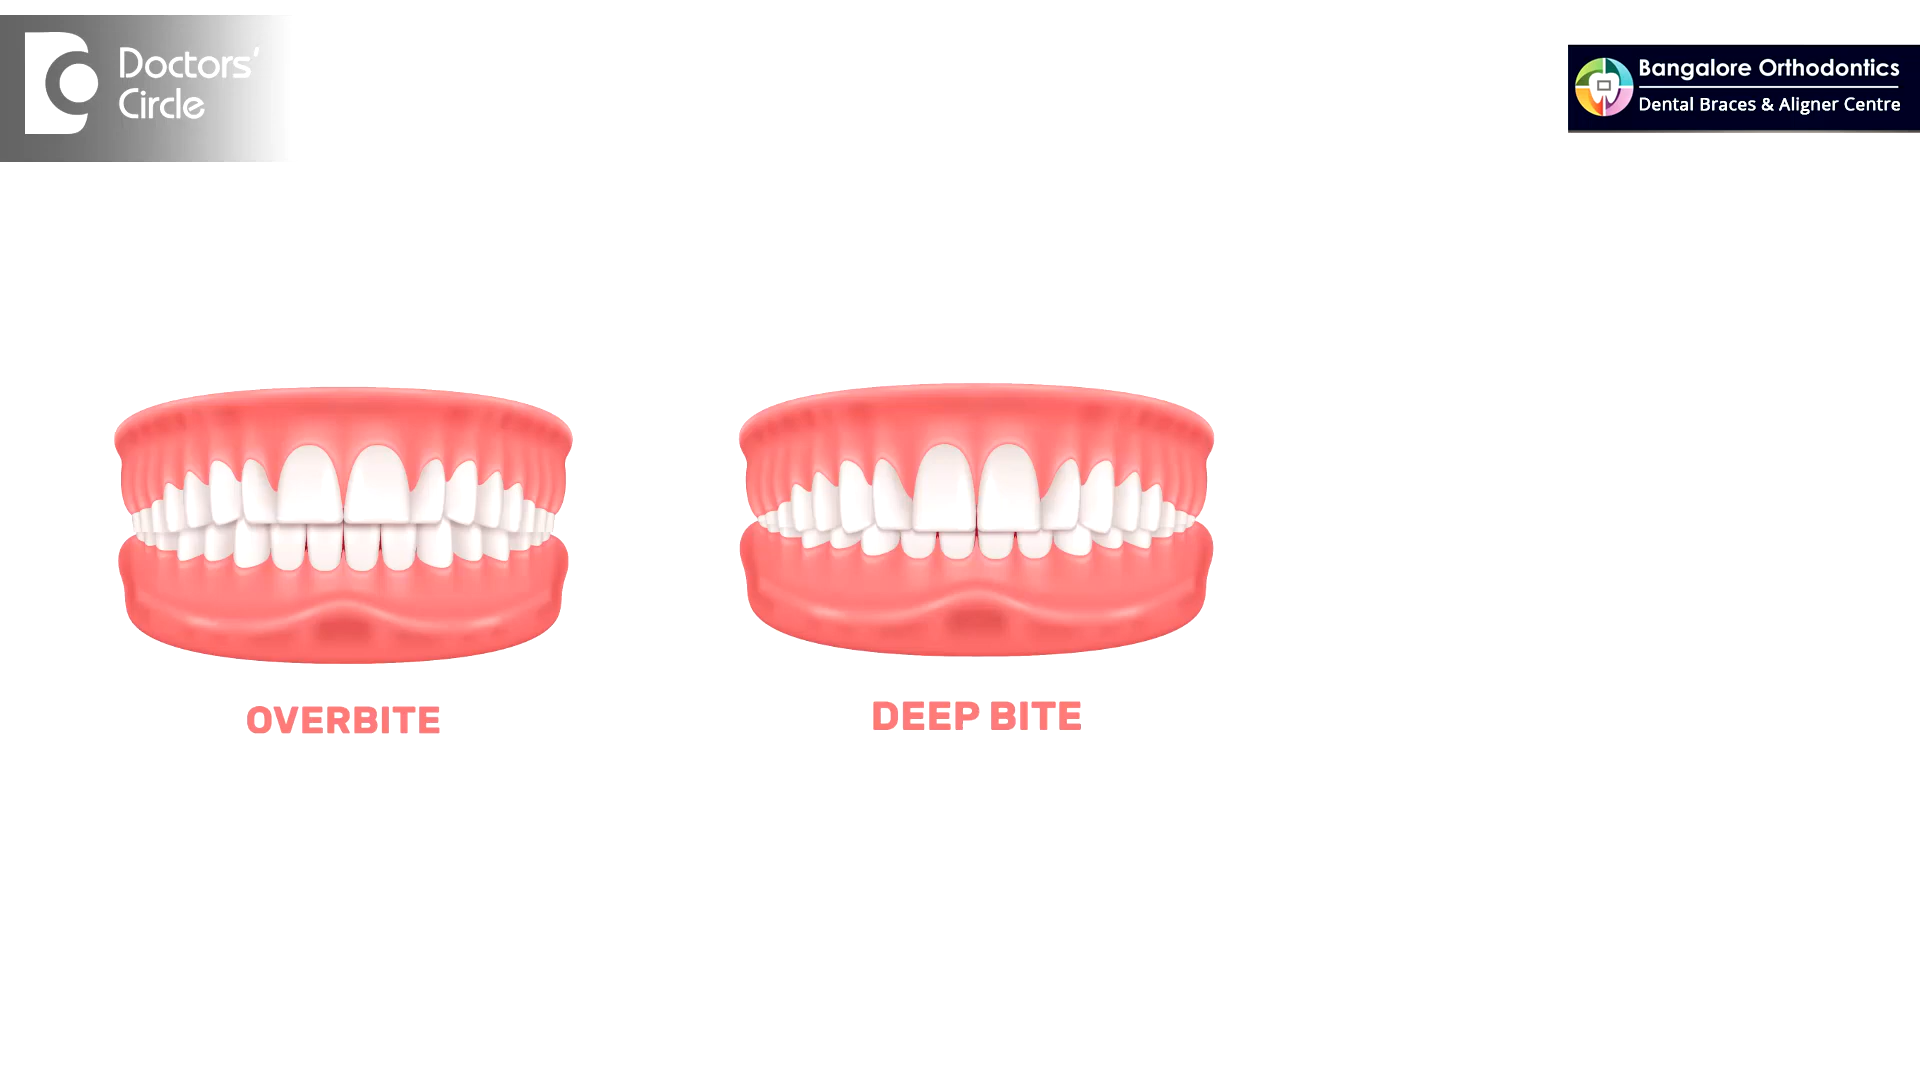 Doctors'
Circle
Bangalore Orthodontics
Dental Braces & Aligner Centre
OVERBITE
DEEP BITE